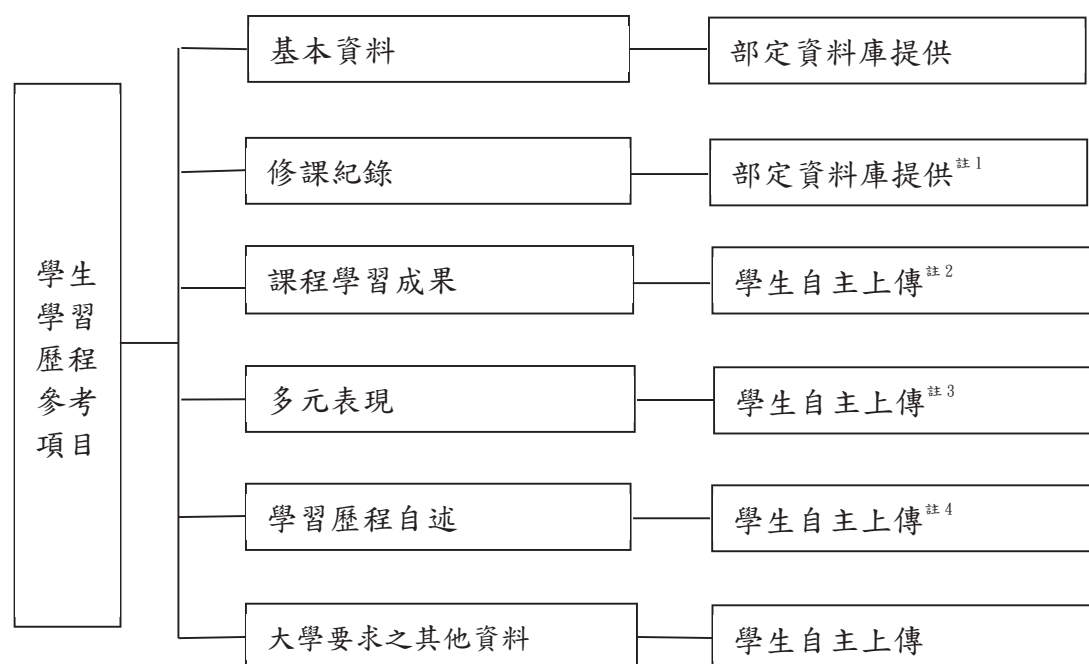 學生
學習
歷程
參考
項目
基本資料
部定資料庫提供
修課紀錄
部定資料庫提供註1
課程學習成果
學生自主上傳註2
多元表現
學生自主上傳註3
學習歷程自述
學生自主上傳註4
大學要求之其他資料
學生自主上傳